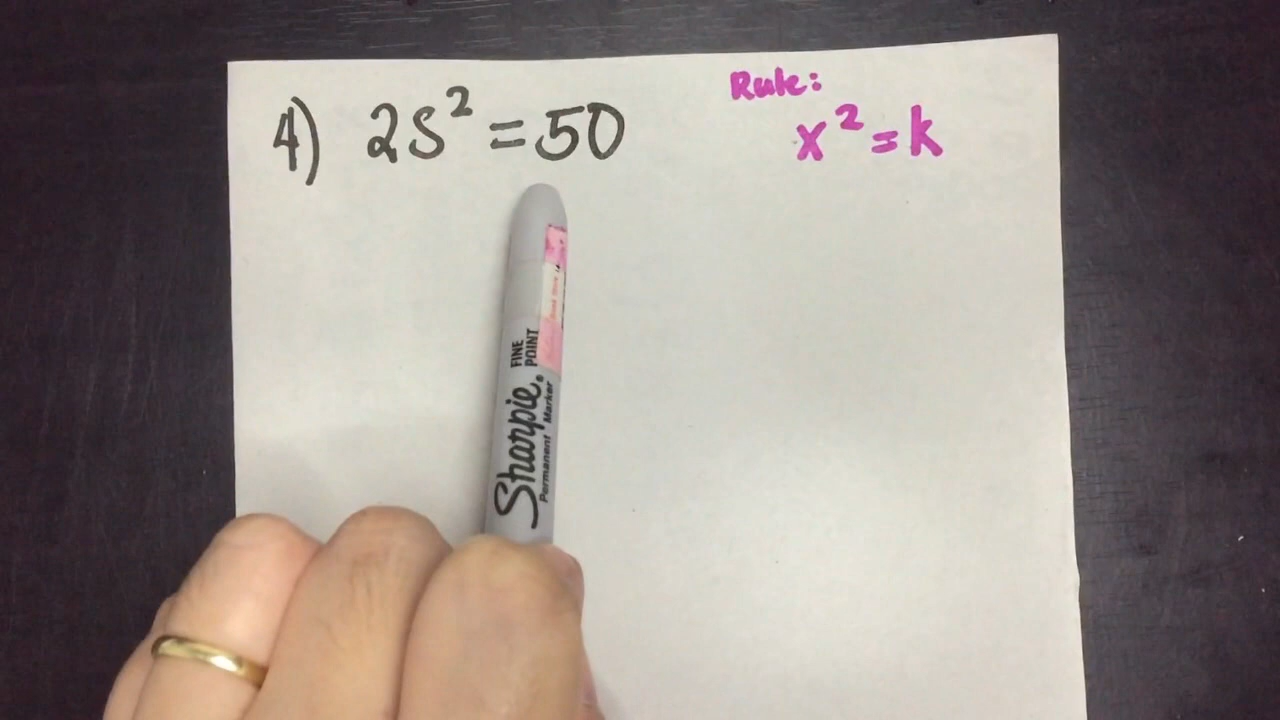 4) 2s² = 50
Rule:
x² = k
Sharpie®
FINE
POINT
Permanent Marker